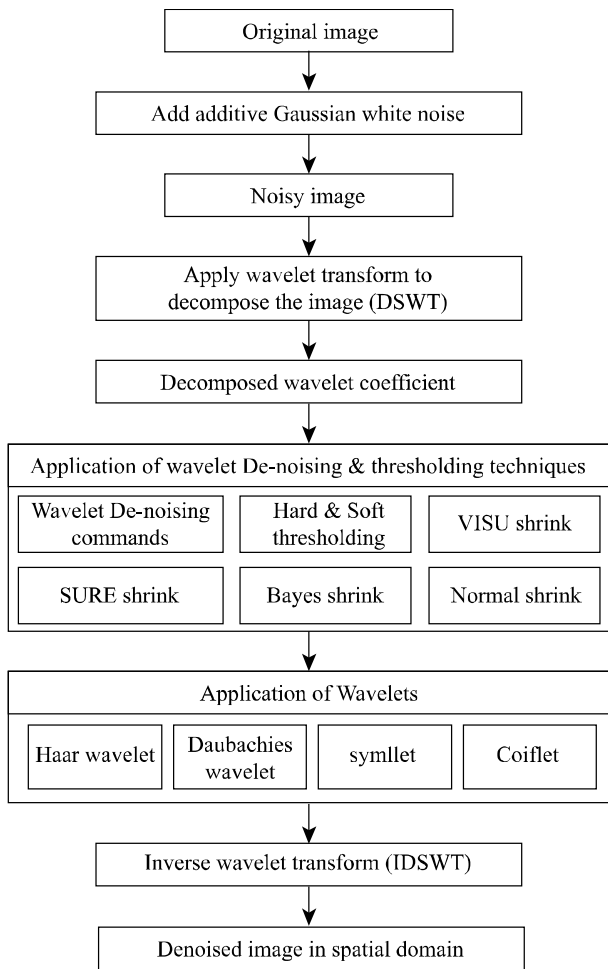 Original image
Add additive Gaussian white noise
Noisy image
Apply wavelet transform to
decompose the image (DSWT)
Decomposed wavelet coefficient
Application of wavelet De-noising & thresholding techniques
Wavelet De-noising
commands
Hard & Soft
thresholding
VISU shrink
SURE shrink
Bayes shrink
Normal shrink
Application of Wavelets
Haar wavelet
Daubachies
wavelet
symllet
Coiflet
Inverse wavelet transform (IDSWT)
Denoised image in spatial domain